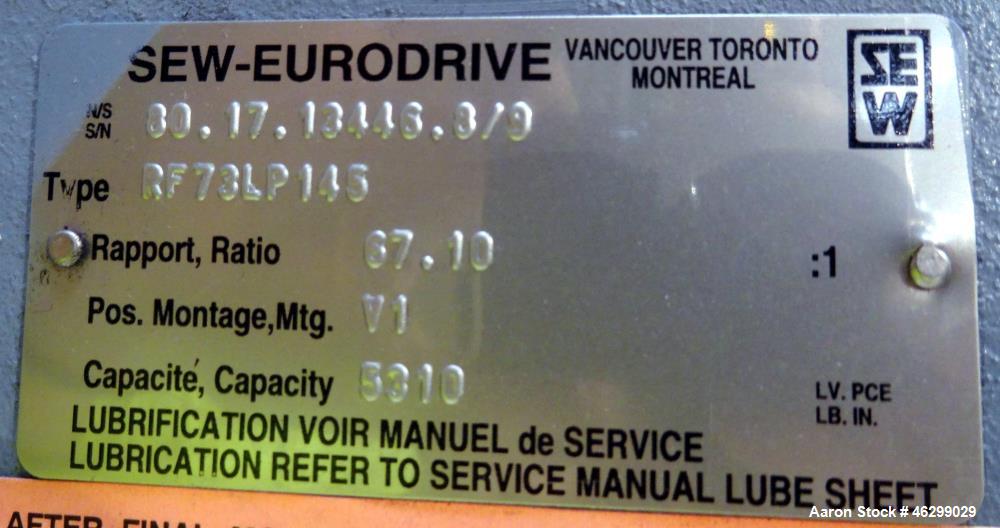 SEW-EURODRIVE VANCOUVER TORONTO
MONTREAL
SEW
N/S
S/N 80.17.13446.8/9
Type RF73LP145
Rapport, Ratio 67.10 :1
Pos. Montage,Mtg. V1
Capacité, Capacity 5310 LV. PCE
LB. IN.
LUBRIFICATION VOIR MANUEL de SERVICE
LUBRICATION REFER TO SERVICE MANUAL LUBE SHEET
AFTER FINAL
Aaron Stock # 46299029